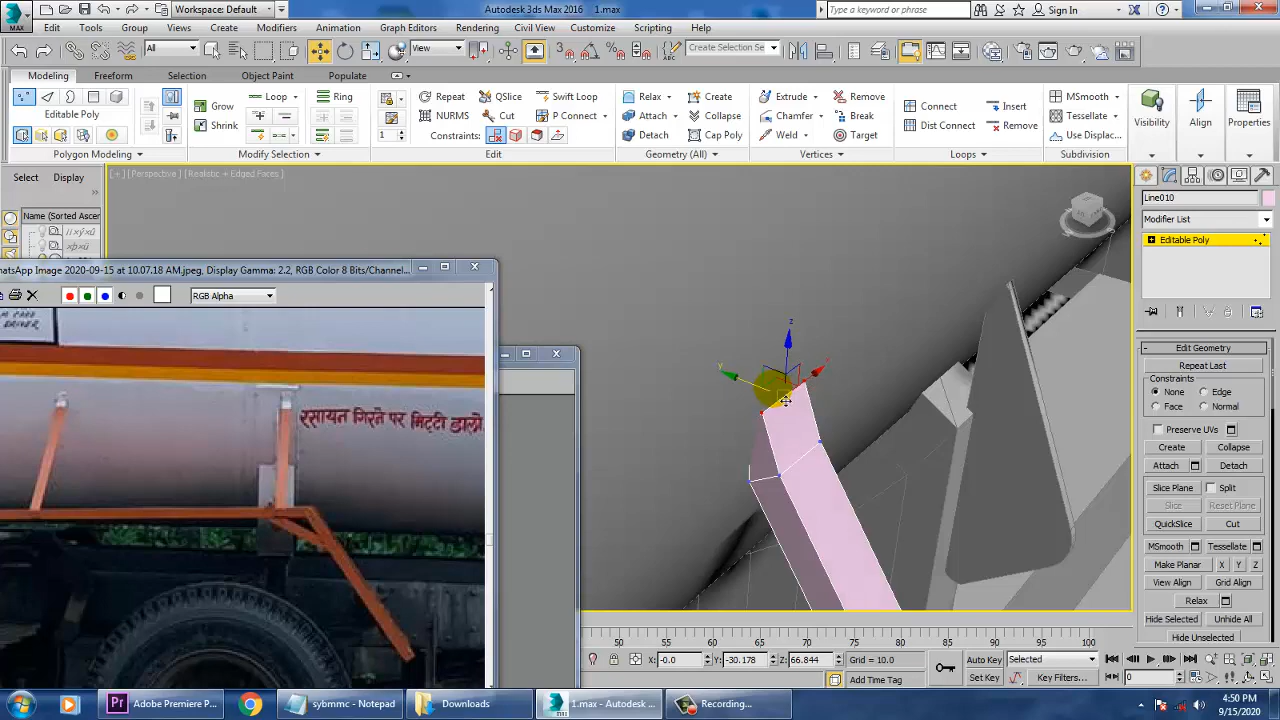 Autodesk 3ds Max 2016 1.max
Workspace: Default
Type a keyword or phrase
Sign In
MAX
Edit Tools Group Views Create Modifiers Animation Graph Editors Rendering Civil View Customize Scripting Help
All
View
Create Selection Se
Modeling Freeform Selection Object Paint Populate
Editable Poly
Polygon Modeling
Grow
Shrink
Loop
Ring
Modify Selection
1
Repeat
QSlice
Swift Loop
NURMS
Cut
P Connect
Constraints:
Edit
Relax
Create
Attach
Collapse
Detach
Cap Poly
Geometry (All)
Extrude
Remove
Chamfer
Break
Weld
Target
Vertices
Connect
Insert
Dist Connect
Remove
Loops
MSmooth
Tessellate
Use Displac...
Subdivision
Visibility
Align
Properties
Select Display
Name (Sorted Ascer
[+] [Perspective] [Realistic + Edged Faces]
hatsApp Image 2020-09-15 at 10.07.18 AM.jpeg, Display Gamma: 2.2, RGB Color 8 Bits/Channel...
RGB Alpha
रसायन गिरने पर मिट्टी डालो
z
y
x
Line010
Modifier List
Editable Poly
Edit Geometry
Repeat Last
Constraints
None Edge
Face Normal
Preserve UVs
Create Collapse
Attach Detach
Slice Plane Split
Slice Reset Plane
QuickSlice Cut
MSmooth Tessellate
Make Planar X Y Z
View Align Grid Align
Relax
Hide Selected Unhide All
Hide Unselected
50 55 60 65 70 75 80 85 90 95 100
X: -0.0 Y: -30.178 Z: 66.844 Grid = 10.0
Add Time Tag
Auto Key Selected
Set Key Key Filters...
0
Adobe Premiere P...
sybmmc - Notepad
Downloads
1.max - Autodesk ...
Recording...
4:50 PM
9/15/2020